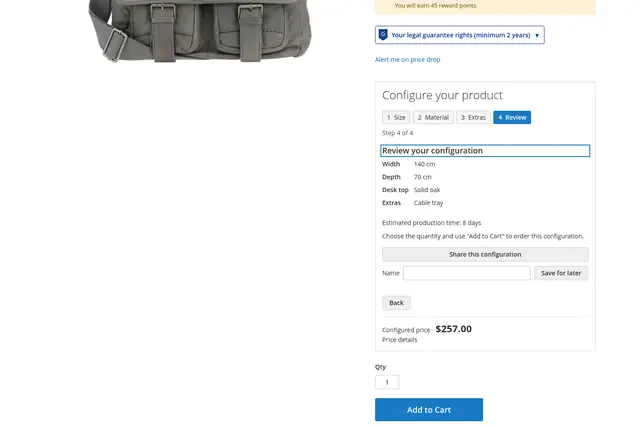 You will earn 45 reward points.
Your legal guarantee rights (minimum 2 years) ▼
Alert me on price drop
Configure your product
1 Size 2 Material 3 Extras 4 Review
Step 4 of 4
Review your configuration
Width 140 cm
Depth 70 cm
Desk top Solid oak
Extras Cable tray
Estimated production time: 8 days
Choose the quantity and use "Add to Cart" to order this configuration.
Share this configuration
Name Save for later
Back
Configured price $257.00
Price details
Qty
1
Add to Cart